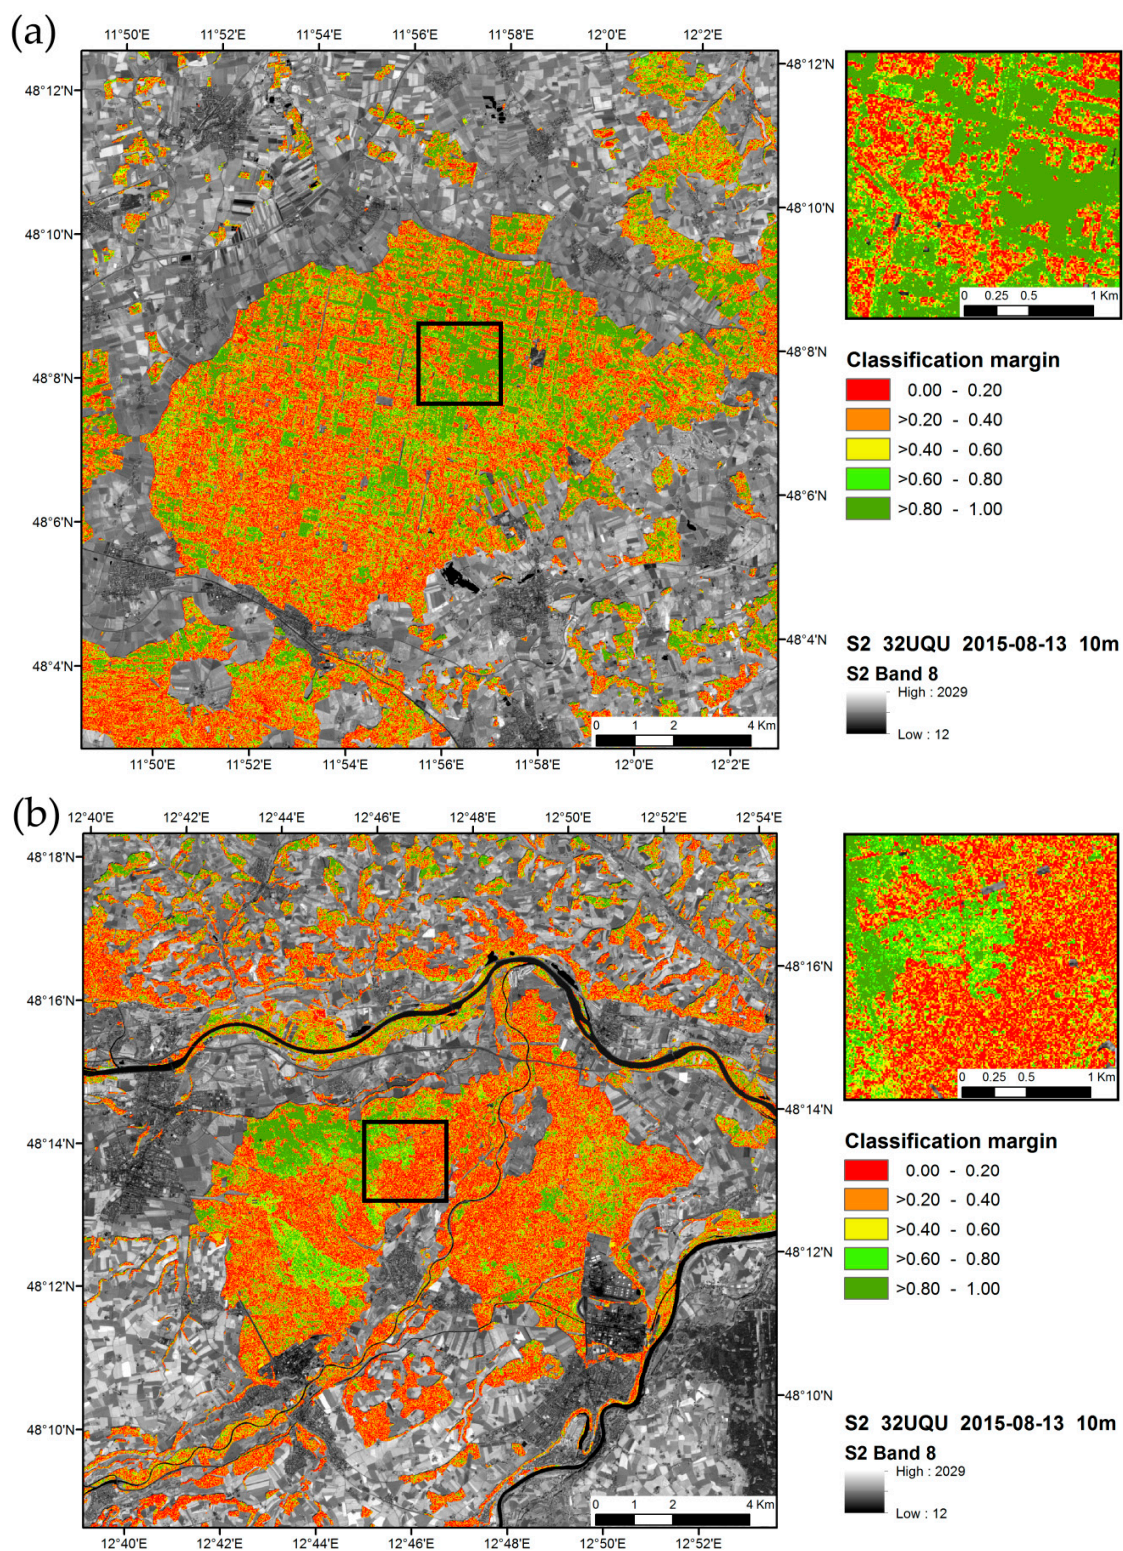 (a)
11°50'E 11°52'E 11°54'E 11°56'E 11°58'E 12°0'E 12°2'E
48°12'N
48°10'N
48°8'N
48°6'N
48°4'N
48°12'N
48°10'N
48°8'N
48°6'N
48°4'N
0 1 2 4 Km
11°50'E 11°52'E 11°54'E 11°56'E 11°58'E 12°0'E 12°2'E
0 0.25 0.5 1 Km
Classification margin
0.00 - 0.20
>0.20 - 0.40
>0.40 - 0.60
>0.60 - 0.80
>0.80 - 1.00
S2 32UQU 2015-08-13 10m
S2 Band 8
High : 2029
Low : 12
(b)
12°40'E 12°42'E 12°44'E 12°46'E 12°48'E 12°50'E 12°52'E 12°54'E
48°18'N
48°16'N
48°14'N
48°12'N
48°10'N
48°16'N
48°14'N
48°12'N
48°10'N
0 1 2 4 Km
12°40'E 12°42'E 12°44'E 12°46'E 12°48'E 12°50'E 12°52'E
0 0.25 0.5 1 Km
Classification margin
0.00 - 0.20
>0.20 - 0.40
>0.40 - 0.60
>0.60 - 0.80
>0.80 - 1.00
S2 32UQU 2015-08-13 10m
S2 Band 8
High : 2029
Low : 12